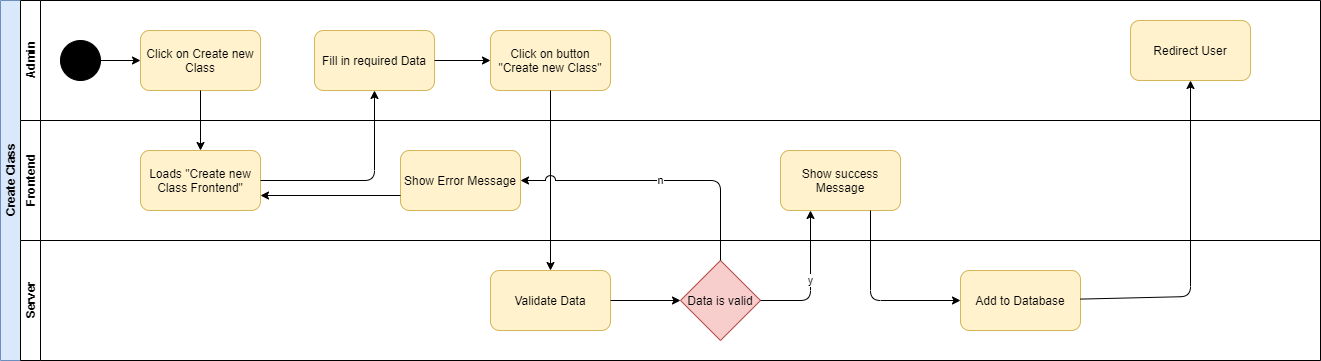 Create Class
Admin
Click on Create new
Class
Fill in required Data
Click on button
"Create new Class"
Redirect User
Frontend
Loads "Create new
Class Frontend"
Show Error Message
n
Show success
Message
Server
Validate Data
Data is valid
y
Add to Database